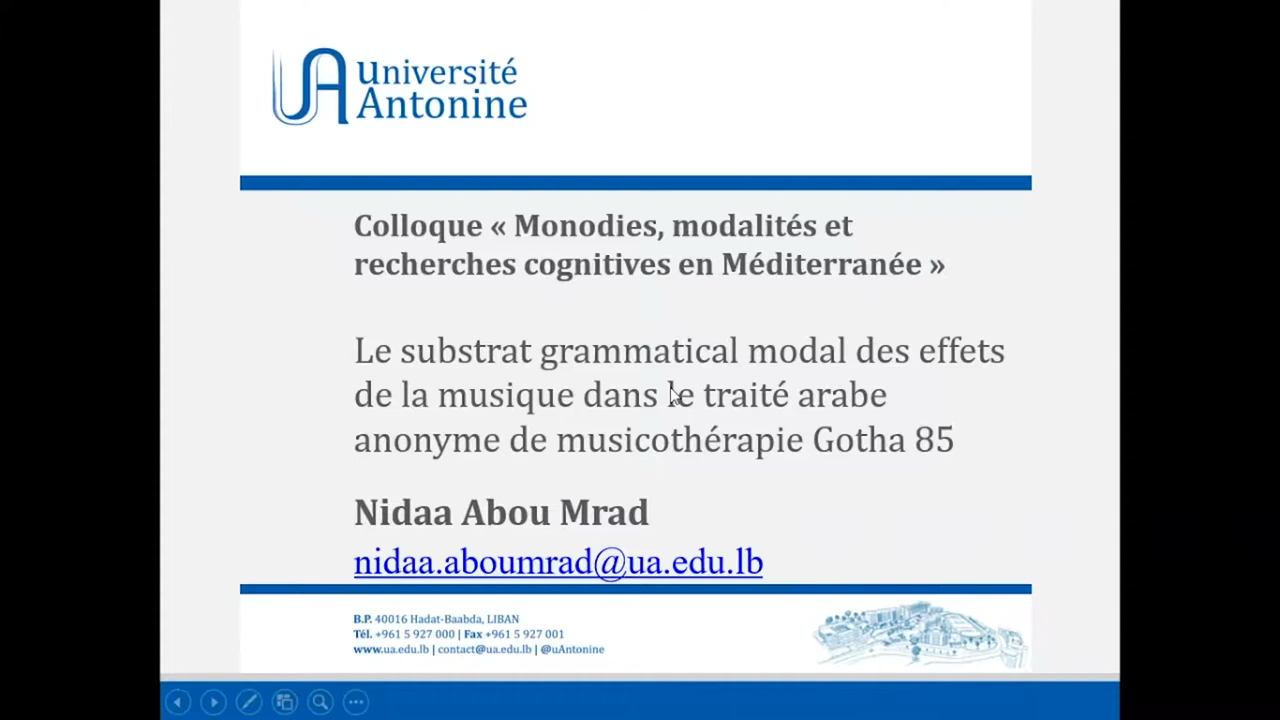 Université
Antonine
Colloque « Monodies, modalités et
recherches cognitives en Méditerranée »
Le substrat grammatical modal des effets
de la musique dans le traité arabe
anonyme de musicothérapie Gotha 85
Nidaa Abou Mrad
nidaa.aboumrad@ua.edu.lb
B.P. 40016 Hadat-Baabda, LIBAN
Tél. +961 5 927 000 | Fax +961 5 927 001
www.ua.edu.lb | contact@ua.edu.lb | @uAntonine